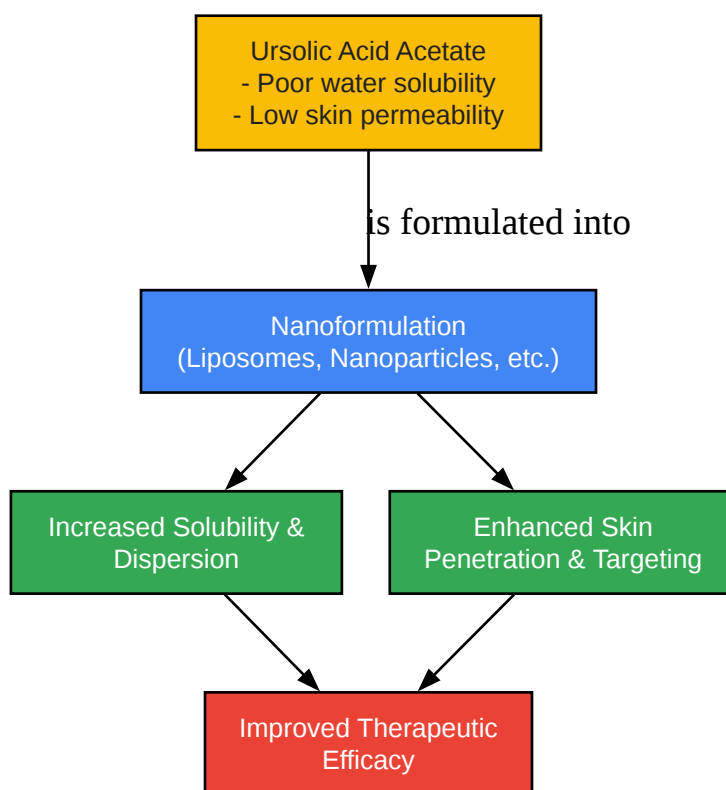 Ursolic Acid Acetate
- Poor water solubility
- Low skin permeability
is formulated into
Nanoformulation
(Liposomes, Nanoparticles, etc.)
Increased Solubility &
Dispersion
Enhanced Skin
Penetration & Targeting
Improved Therapeutic
Efficacy